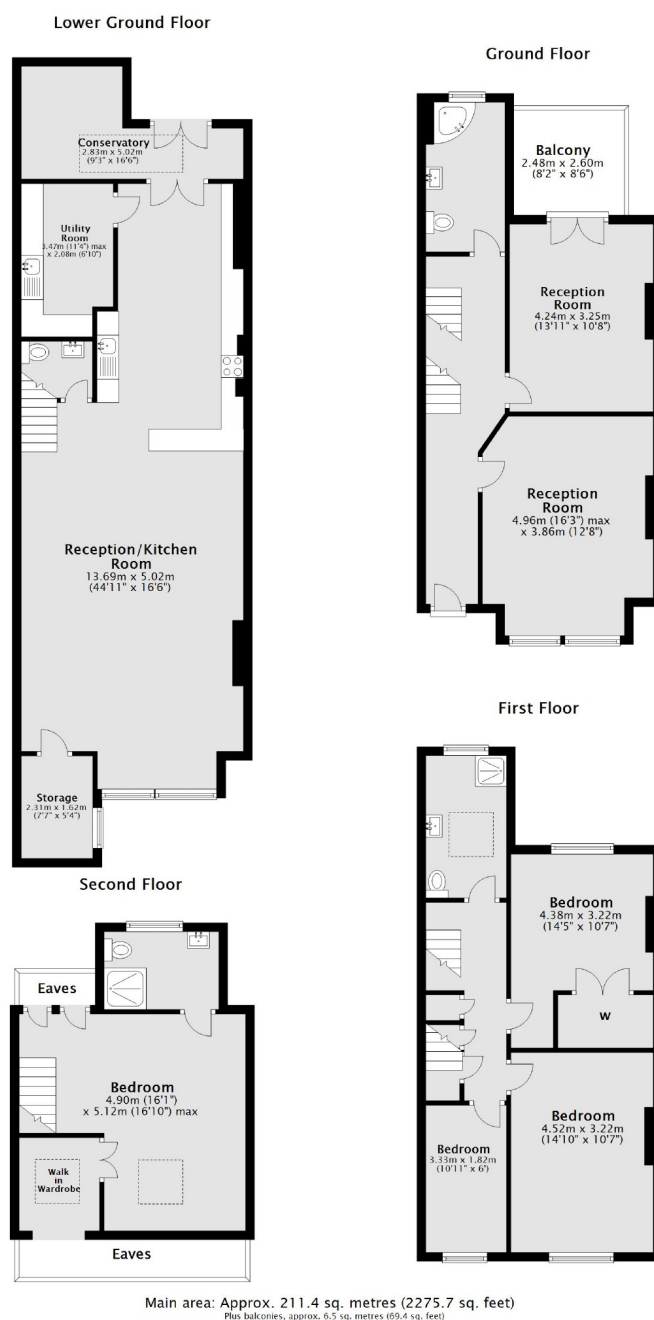 Lower Ground Floor
Conservatory
2.83m x 5.02m
(9'3" x 16'6")
Utility
Room
3.47m (11'4") max
x 2.08m (6'10")
Reception/Kitchen
Room
13.69m x 5.02m
(44'11" x 16'6")
Storage
2.31m x 1.62m
(7'7" x 5'4")
Ground Floor
Balcony
2.48m x 2.60m
(8'2" x 8'6")
Reception
Room
4.24m x 3.25m
(13'11" x 10'8")
Reception
Room
4.96m (16'3") max
x 3.86m (12'8")
Second Floor
Eaves
Bedroom
4.90m (16'1")
x 5.12m (16'10") max
Walk
in
Wardrobe
Eaves
First Floor
Bedroom
4.38m x 3.22m
(14'5" x 10'7")
W
Bedroom
4.52m x 3.22m
(14'10" x 10'7")
Bedroom
3.33m x 1.82m
(10'11" x 6')
Main area: Approx. 211.4 sq. metres (2275.7 sq. feet)
Plus balconies, approx. 6.5 sq. metres (69.4 sq. feet)